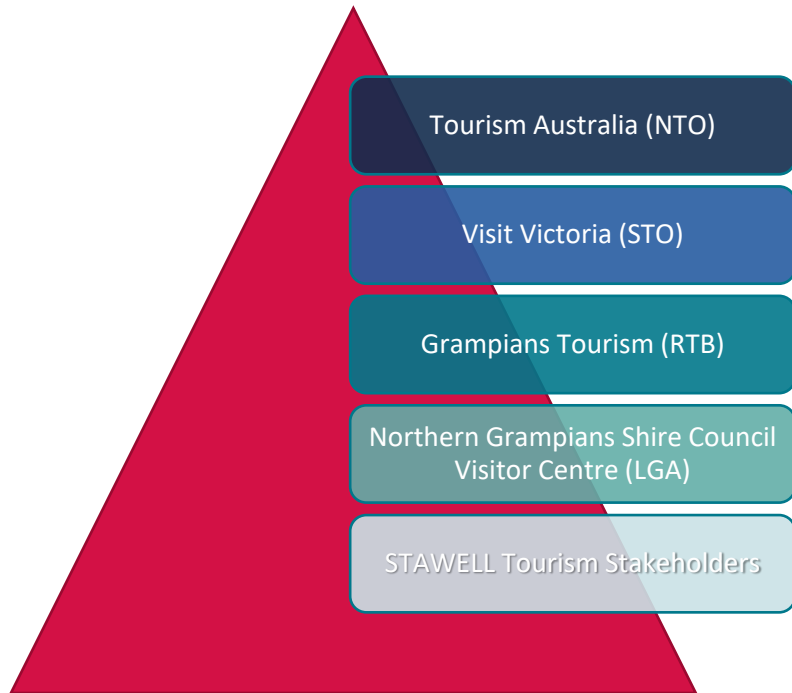 Tourism Australia (NTO)
Visit Victoria (STO)
Grampians Tourism (RTB)
Northern Grampians Shire Council
Visitor Centre (LGA)
STAWELL Tourism Stakeholders